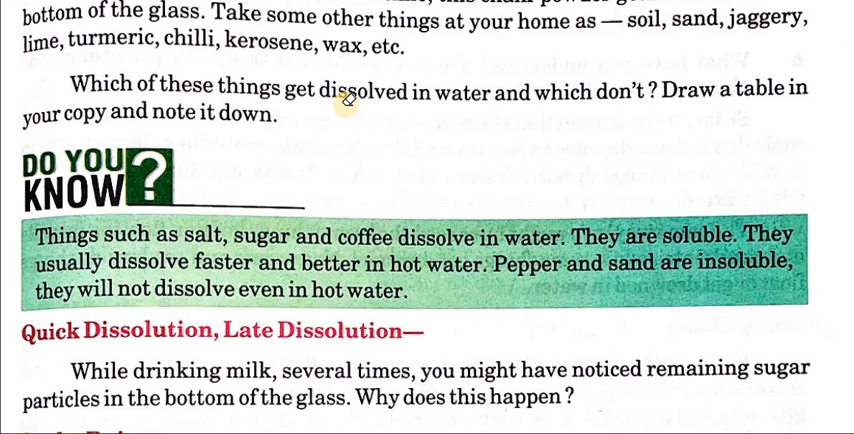 bottom of the glass. Take some other things at your home as — soil, sand, jaggery,
lime, turmeric, chilli, kerosene, wax, etc.
Which of these things get dissolved in water and which don't ? Draw a table in
your copy and note it down.
DO YOU
KNOW ?
Things such as salt, sugar and coffee dissolve in water. They are soluble. They
usually dissolve faster and better in hot water. Pepper and sand are insoluble,
they will not dissolve even in hot water.
Quick Dissolution, Late Dissolution—
While drinking milk, several times, you might have noticed remaining sugar
particles in the bottom of the glass. Why does this happen ?